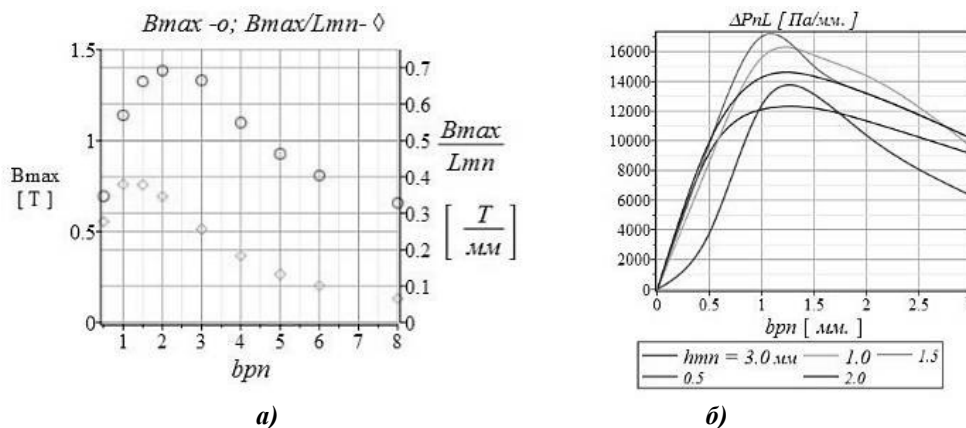 Bmax -o; Bmax/Lmn- ◊
1.5
1
0.5
0
Bmax
[ T ]
0.7
0.6
0.5
0.4
0.3
0.2
0.1
0
Bmax
Lmn
[ T
мм ]
1 2 3 4 5 6 7 8
bpn
а)
ΔPnL [ Па/мм. ]
16000
14000
12000
10000
8000
6000
4000
2000
0
0 0.5 1 1.5 2 2.5
bpn [ мм. ]
hmn = 3.0 мм 1.0 1.5
0.5 2.0
б)